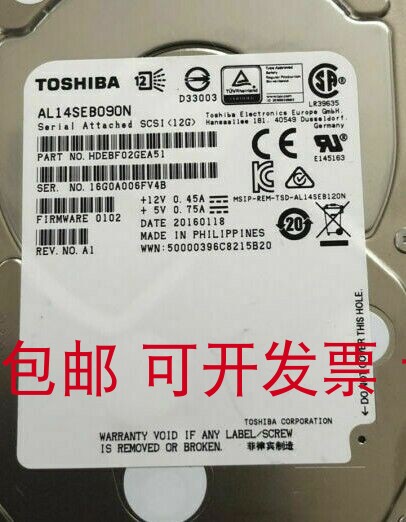 TOSHIBA
12
D33003
TÜVRheinland
LR39635
AL14SEB090N
Serial Attached SCSI(12G)
Toshiba Electronics Europe GmbH
Hansaallee 181, 40549 Dusseldorf
Germany
PART NO. HDEBF02GEA51
E145163
SER. NO. 16G0A006FV4B
FIRMWARE 0102
+12V 0.45A
+ 5V 0.75A
MSIP-REM-TSD-AL14SEB120N
DATE 20160118
MADE IN PHILIPPINES
REV. NO. A1
WWN:50000396C8215B20
20
←DO NOT COVER THIS HOLE.
包邮 可开发票
TOSHIBA CORPORATION
WARRANTY VOID IF ANY LABEL/SCREW
IS REMOVED OR BROKEN. 菲律宾制造